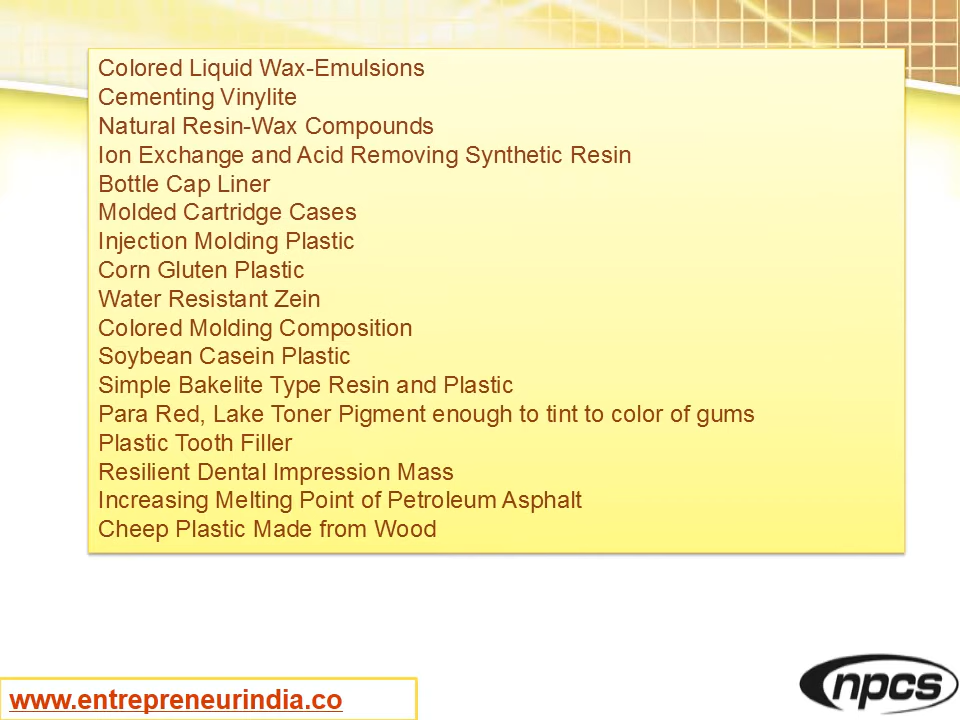 Colored Liquid Wax-Emulsions
Cementing Vinylite
Natural Resin-Wax Compounds
Ion Exchange and Acid Removing Synthetic Resin
Bottle Cap Liner
Molded Cartridge Cases
Injection Molding Plastic
Corn Gluten Plastic
Water Resistant Zein
Colored Molding Composition
Soybean Casein Plastic
Simple Bakelite Type Resin and Plastic
Para Red, Lake Toner Pigment enough to tint to color of gums
Plastic Tooth Filler
Resilient Dental Impression Mass
Increasing Melting Point of Petroleum Asphalt
Cheep Plastic Made from Wood
www.entrepreneurindia.co
npcs